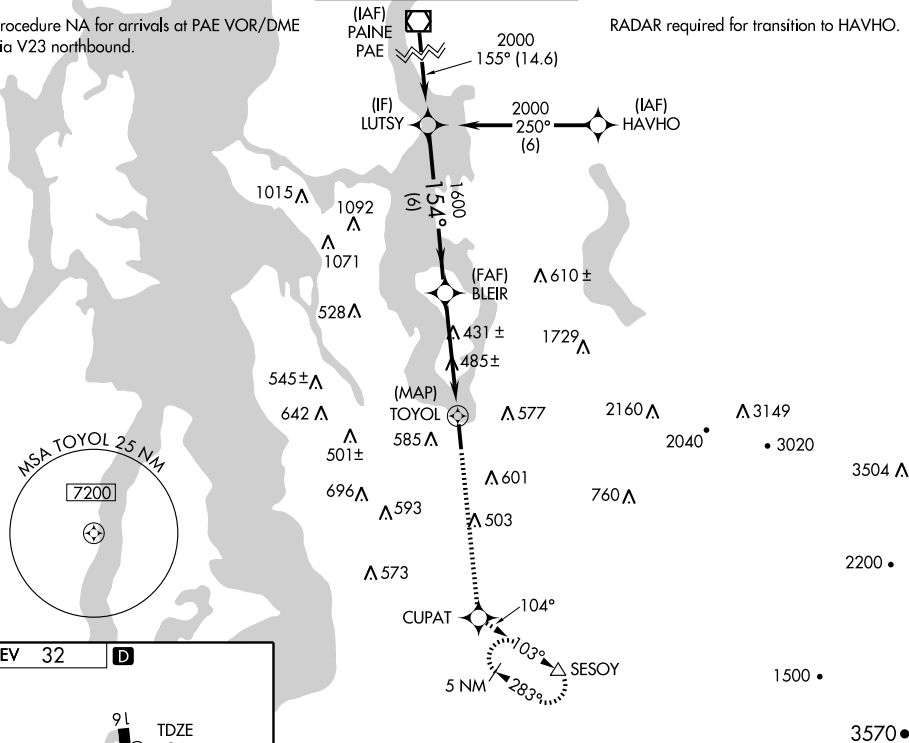 rocedure NA for arrivals at PAE VOR/DME
ia V23 northbound.
(IAF)
PAINE
PAE
RADAR required for transition to HAVHO.
2000
155° (14.6)
(IF)
LUTSY
2000
250°
(6)
(IAF)
HAVHO
1600
154°
(6)
1015
1092
1071
(FAF)
BLEIR
610 ±
528
431 ±
1729
485±
545±
642
(MAP)
TOYOL
577
2160
3149
501±
585
2040
3020
MSA TOYOL 25 NM
7200
3504
601
696
593
760
503
2200
573
CUPAT
104°
103°
SESOY
5 NM
283°
1500
EV 32
D
16
TDZE
3570